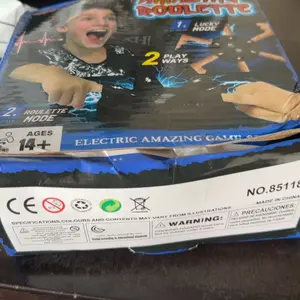 ROULETTE
1. LUCKY
MODE
2 PLAY
WAYS
2. ROULETTE
MODE
AGES
14+
ELECTRIC AMAZING GAME
NO.85118
MADE IN CHINA
WARNING:
SPECIFICATIONS,COLOURS AND CONTENTS MAY VARY FROM ILLUSTRATIONS